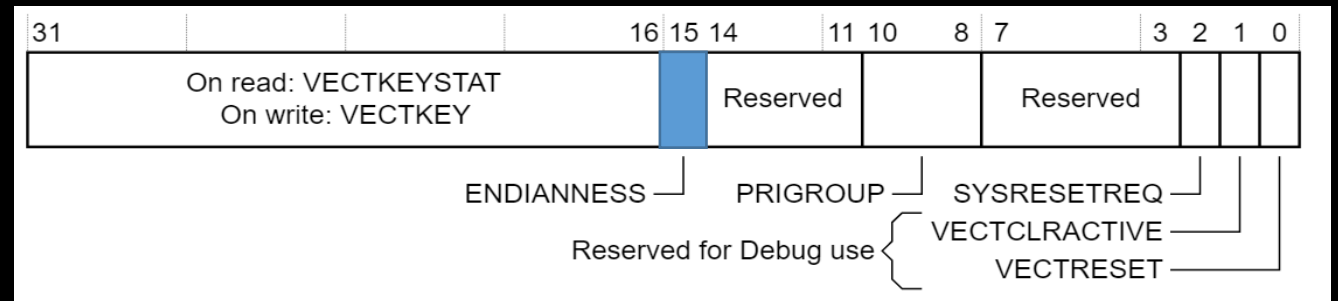 31 16 15 14 11 10 8 7 3 2 1 0
On read: VECTKEYSTAT
On write: VECTKEY
Reserved
Reserved
ENDIANNESS
PRIGROUP
SYSRESETREQ
Reserved for Debug use
VECTCLRACTIVE
VECTRESET